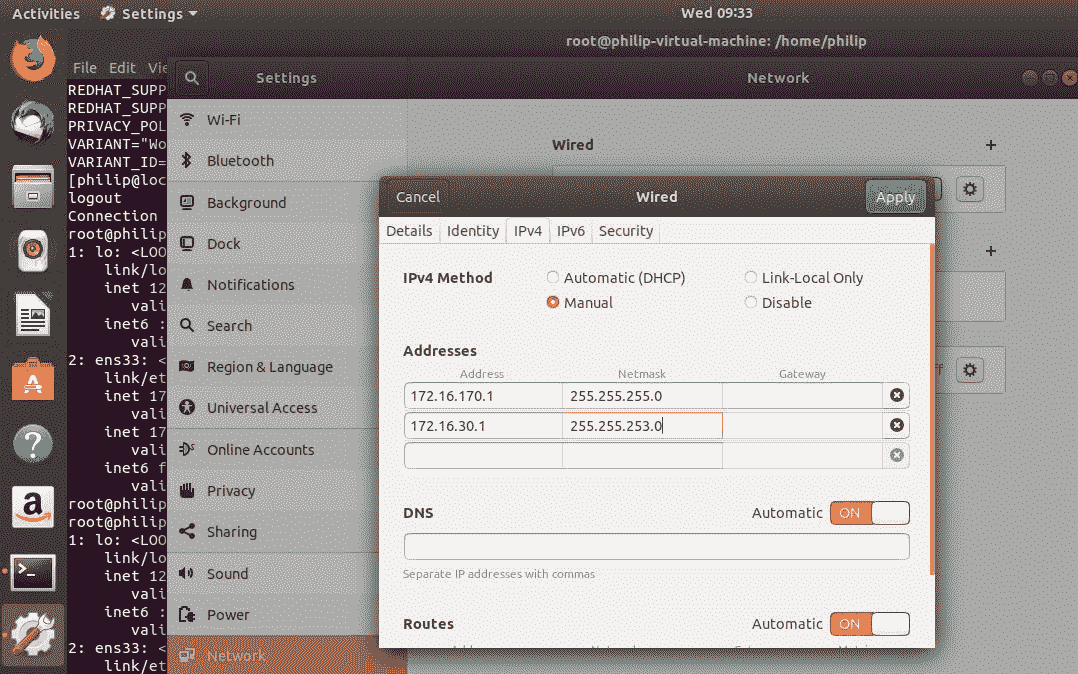 Activities Settings Wed 09:33
root@philip-virtual-machine: /home/philip
File Edit Vie
Settings Network
REDHAT_SUPP
REDHAT_SUPP
PRIVACY_POL
VARIANT="Wo
VARIANT_ID=
[philip@loc
logout
Connection
root@philip
1: lo: <LOO
link/lo
inet 12
vali
inet6 :
vali
2: ens33: <
link/et
inet 17
vali
inet 17
vali
inet6 f
vali
root@philip
root@philip
1: lo: <LOO
link/lo
inet 12
vali
inet6 :
vali
2: ens33: <
link/et
Wi-Fi
Bluetooth
Background
Dock
Notifications
Search
Region & Language
Universal Access
Online Accounts
Privacy
Sharing
Sound
Power
Network
Wired
Cancel Wired Apply
Details Identity IPv4 IPv6 Security
IPv4 Method Automatic (DHCP) Link-Local Only
Manual Disable
Addresses
Address Netmask Gateway
172.16.170.1 255.255.255.0
172.16.30.1 255.255.253.0
DNS Automatic ON
Separate IP addresses with commas
Routes Automatic ON